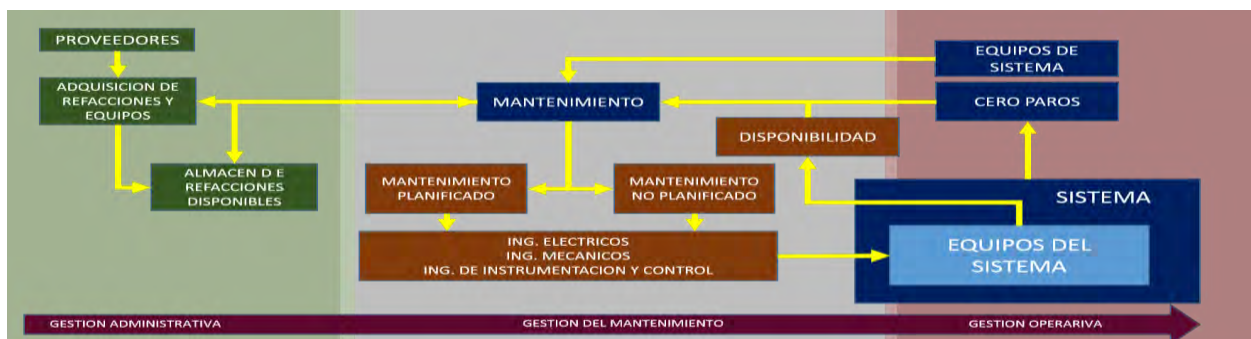 PROVEEDORES
ADQUISICION DE
REFACCIONES Y
EQUIPOS
ALMACEN D E
REFACCIONES
DISPONIBLES
MANTENIMIENTO
MANTENIMIENTO
PLANIFICADO
MANTENIMIENTO
NO PLANIFICADO
ING. ELECTRICOS
ING. MECÁNICOS
ING. DE INSTRUMENTACION Y CONTROL
DISPONIBILIDAD
EQUIPOS DE
SISTEMA
CERO PAROS
SISTEMA
EQUIPOS DEL
SISTEMA
GESTION ADMINISTRATIVA
GESTION DEL MANTENIMIENTO
GESTION OPERARIVA